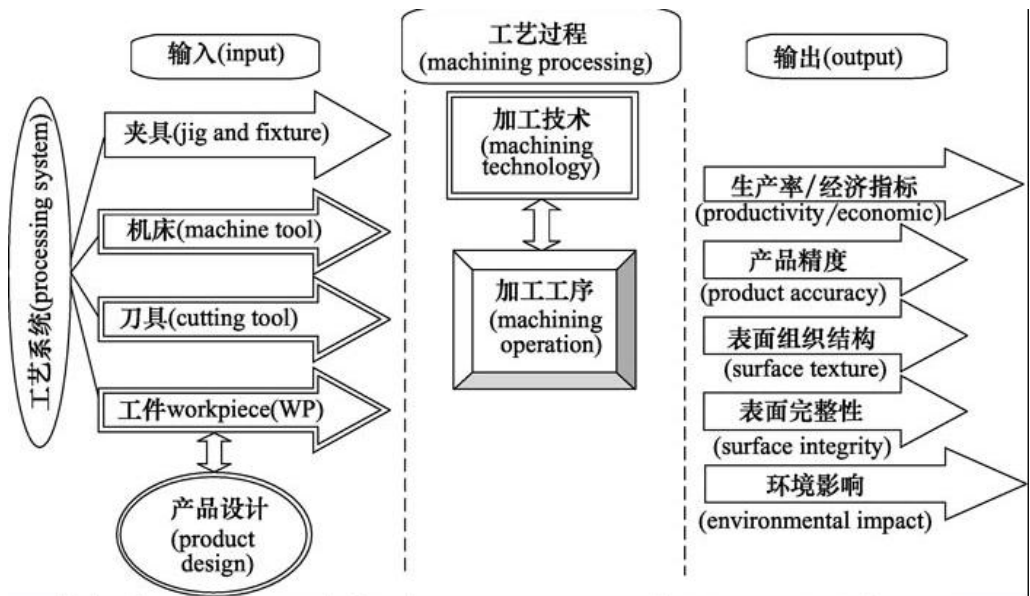 输入(input)
工艺系统(processing system)
夹具(jig and fixture)
机床(machine tool)
刀具(cutting tool)
工件workpiece(WP)
产品设计
(product
design)
工艺过程
(machining processing)
加工技术
(machining
technology)
加工工序
(machining
operation)
输出(output)
生产率/经济指标
(productivity/economic)
产品精度
(product accuracy)
表面组织结构
(surface texture)
表面完整性
(surface integrity)
环境影响
(environmental impact)